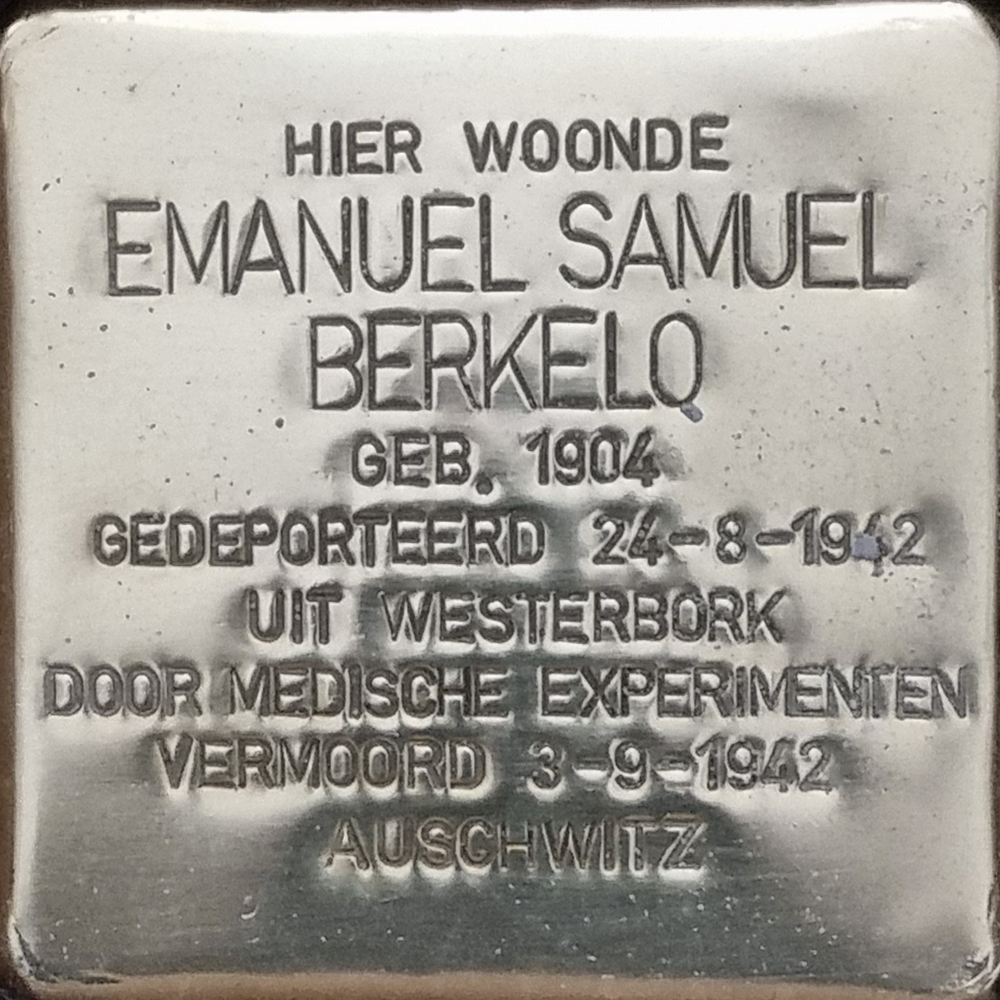 HIER WOONDE
EMANUEL SAMUEL
BERKELO
GEB. 1904
GEDEPORTEERD 24-8-1942
UIT WESTERBORK
DOOR MEDISCHE EXPERIMENTEN
VERMOORD 3-9-1942
AUSCHWITZ